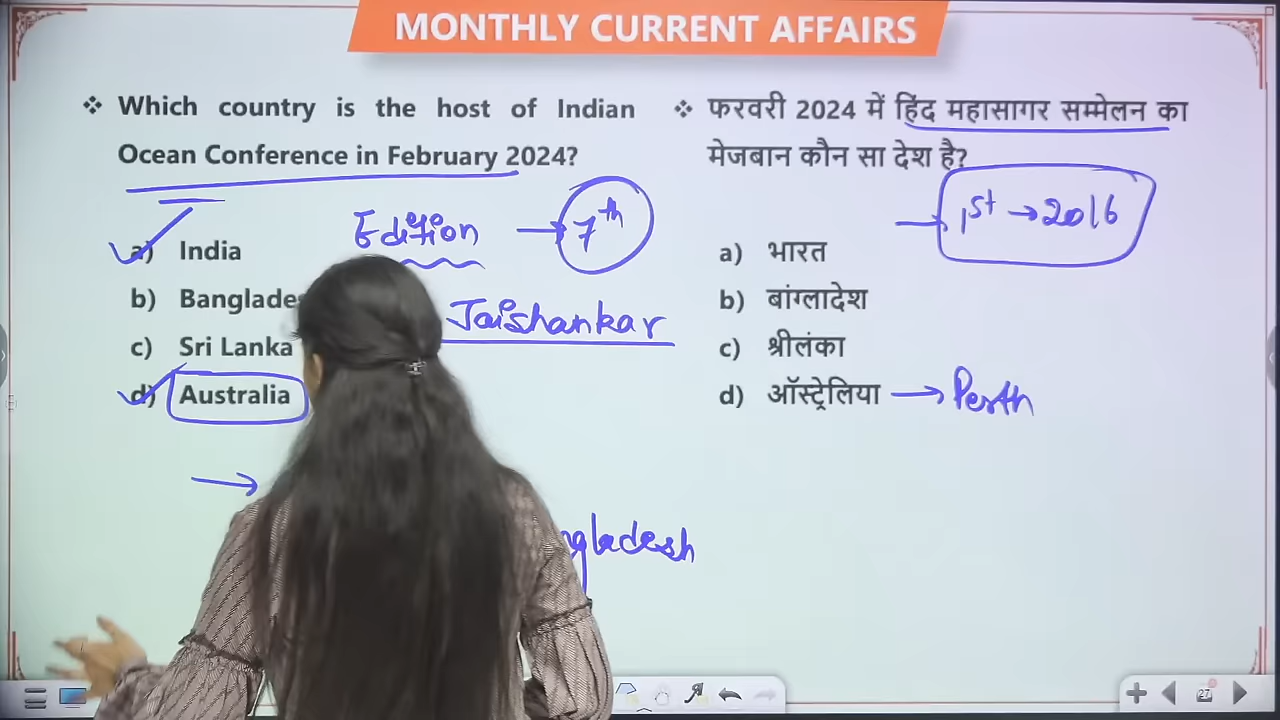 MONTHLY CURRENT AFFAIRS
❖ Which country is the host of Indian
Ocean Conference in February 2024?
Edition → 7th
a) India
b)
Jaishankar
c) Sri Lanka
d) Australia
→
❖ फरवरी 2024 में हिंद महासागर सम्मेलन का
मेजबान कौन सा देश है?
→ 1st → 2016
a) भारत
b) बांग्लादेश
c) श्रीलंका
d) ऑस्ट्रेलिया → Perth
27